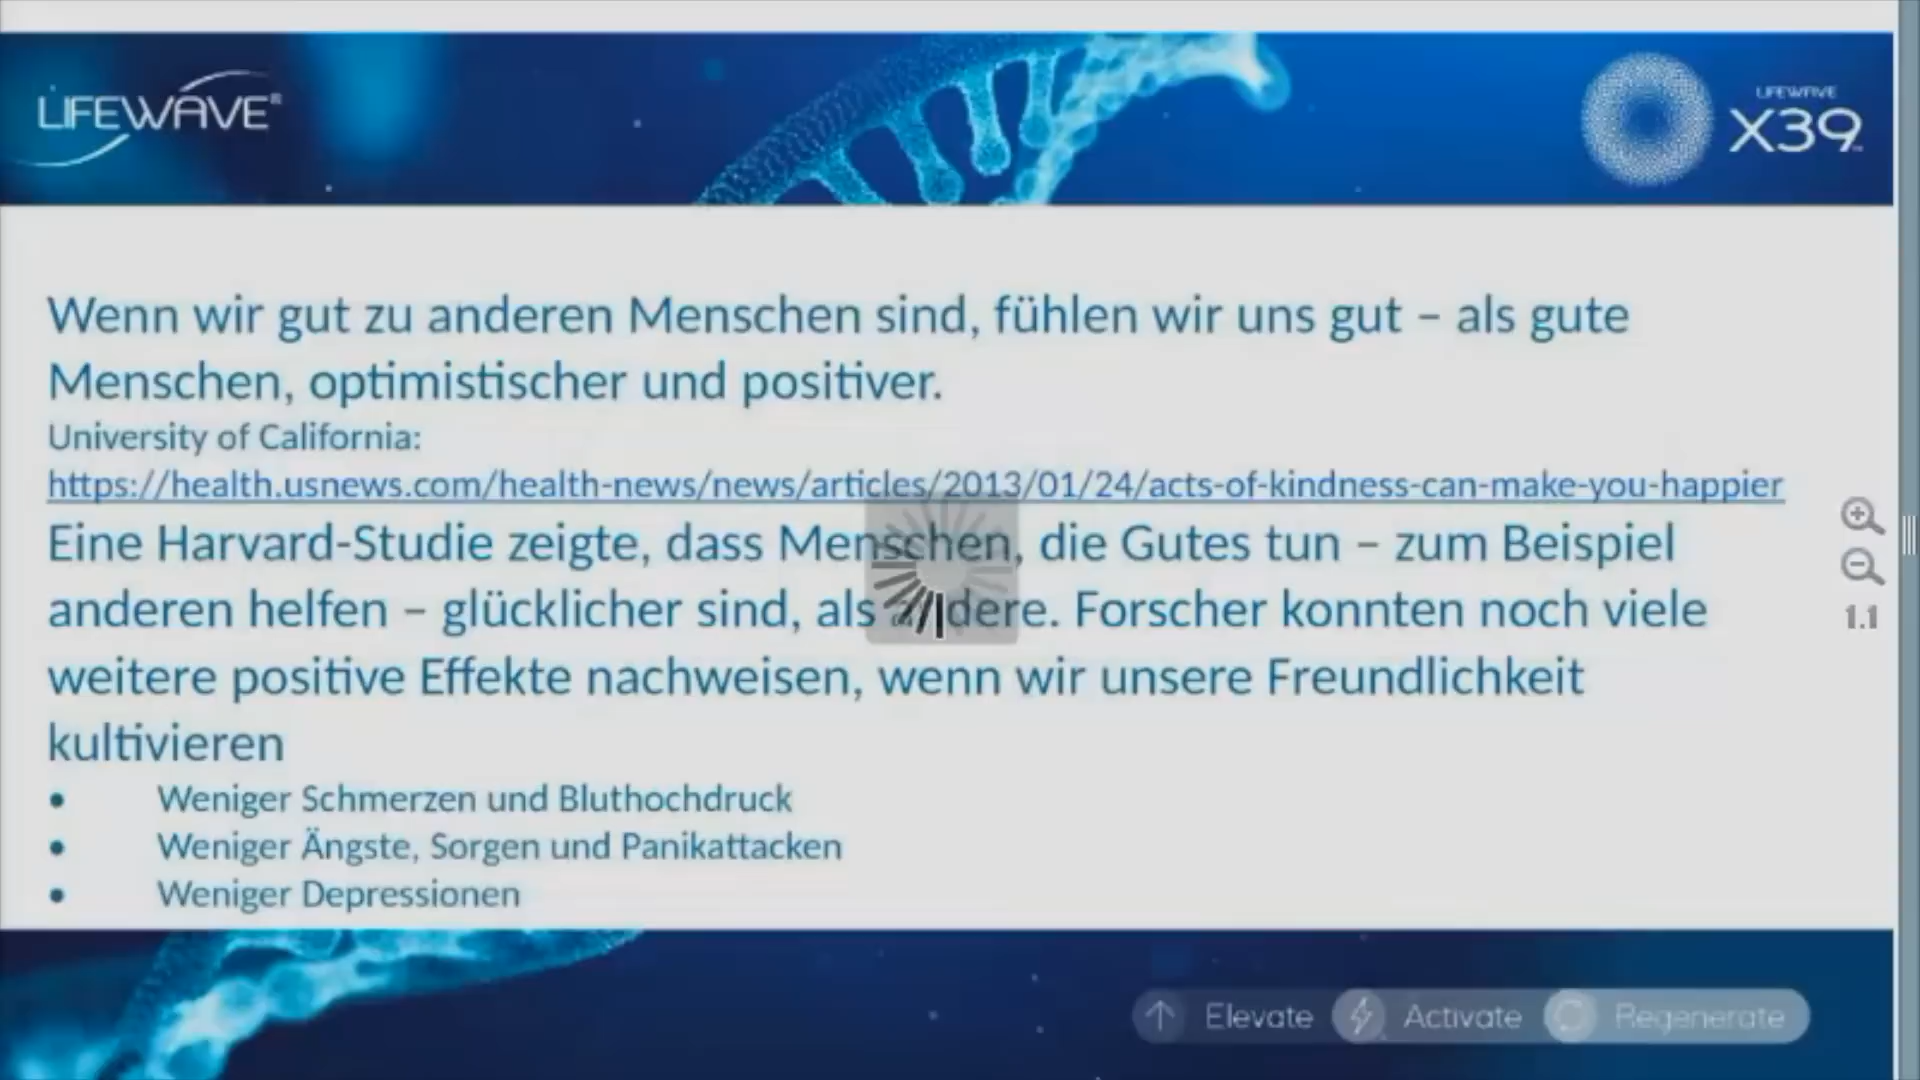 LIFEWAVE®
LIFEWAVE
X39
Wenn wir gut zu anderen Menschen sind, fühlen wir uns gut – als gute
Menschen, optimistischer und positiver.
University of California:
https://health.usnews.com/health-news/news/articles/2013/01/24/acts-of-kindness-can-make-you-happier
Eine Harvard-Studie zeigte, dass Menschen, die Gutes tun – zum Beispiel
anderen helfen – glücklicher sind, als andere. Forscher konnten noch viele
weitere positive Effekte nachweisen, wenn wir unsere Freundlichkeit
kultivieren
• Weniger Schmerzen und Bluthochdruck
• Weniger Ängste, Sorgen und Panikattacken
• Weniger Depressionen
1.1
Elevate Activate Regenerate